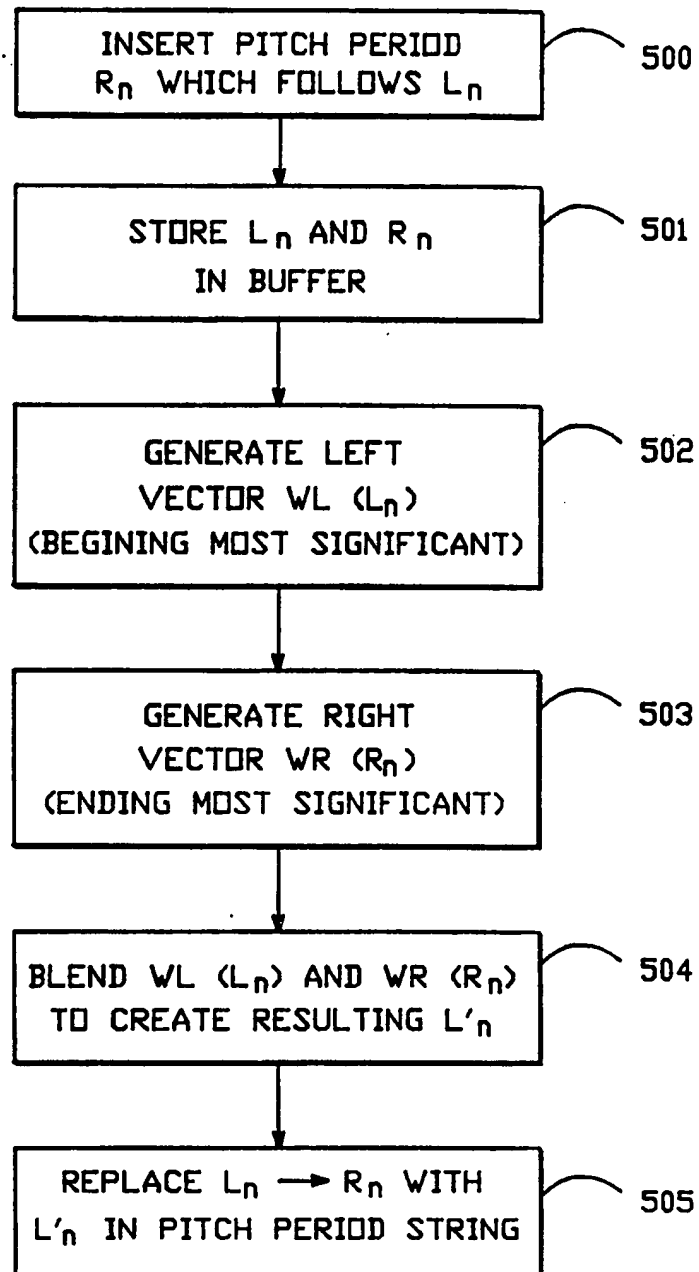 INSERT PITCH PERIOD
Rn WHICH FOLLOWS Ln
500
STORE Ln AND Rn
IN BUFFER
501
GENERATE LEFT
VECTOR WL (Ln)
(BEGINING MOST SIGNIFICANT)
502
GENERATE RIGHT
VECTOR WR (Rn)
(ENDING MOST SIGNIFICANT)
503
BLEND WL (Ln) AND WR (Rn)
TO CREATE RESULTING L'n
504
REPLACE Ln → Rn WITH
L'n IN PITCH PERIOD STRING
505